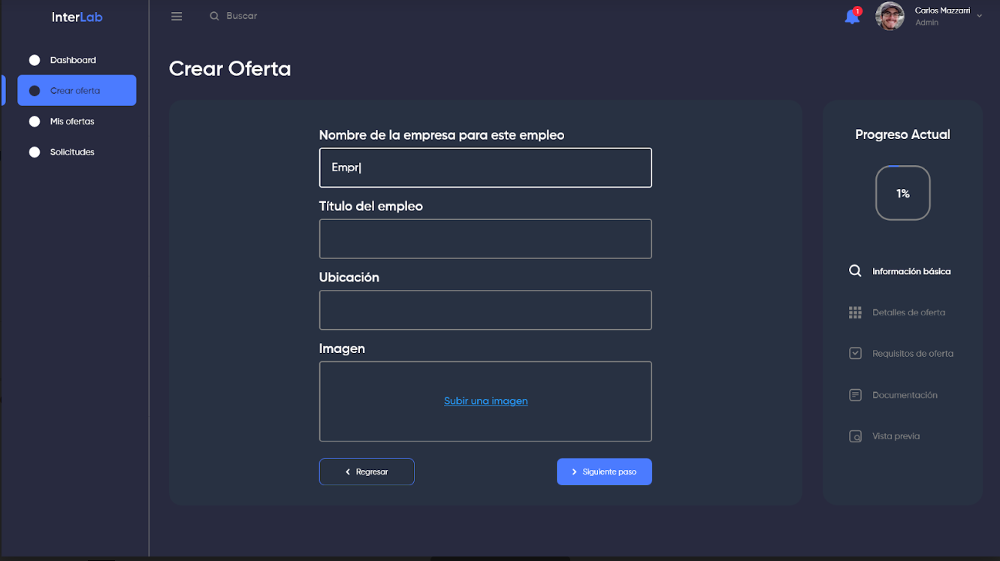 InterLab
Buscar
1
Carlos Mazzarri
Admin
Dashboard
Crear oferta
Mis ofertas
Solicitudes
Crear Oferta
Nombre de la empresa para este empleo
Empr
Título del empleo
Ubicación
Imagen
Subir una imagen
Regresar
Siguiente paso
Progreso Actual
1%
Información básica
Detalles de oferta
Requisitos de oferta
Documentación
Vista previa